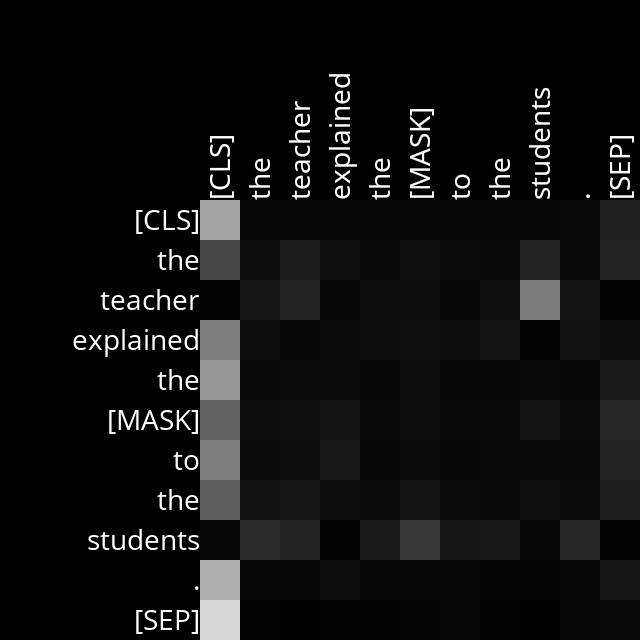 [CLS] the teacher explained the [MASK] to the students . [SEP]
[CLS]
the
teacher
explained
the
[MASK]
to
the
students
.
[SEP]